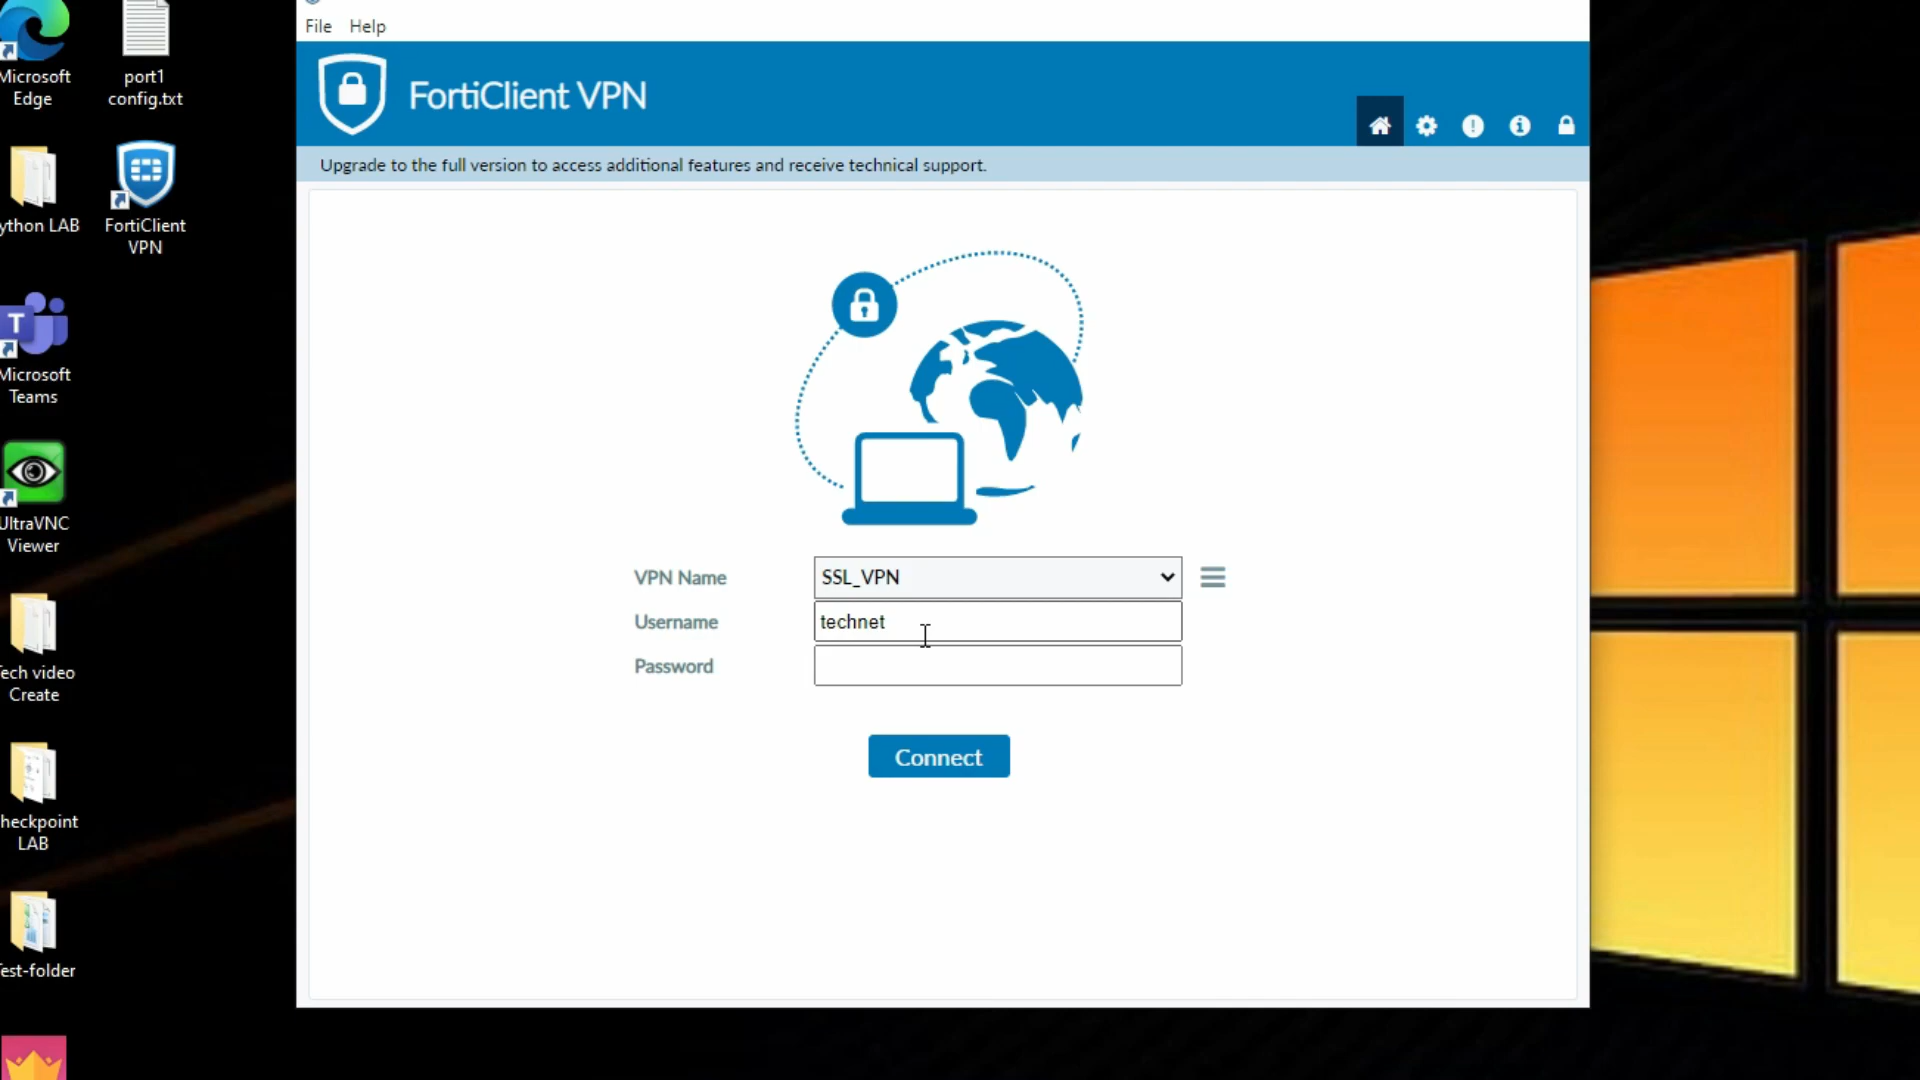 File Help
FortiClient VPN
Upgrade to the full version to access additional features and receive technical support.
VPN Name SSL_VPN
Username technet
Password
Connect
Microsoft
Edge
port1
config.txt
ython LAB
FortiClient
VPN
T
Microsoft
Teams
UltraVNC
Viewer
ech video
Create
heckpoint
LAB
est-folder